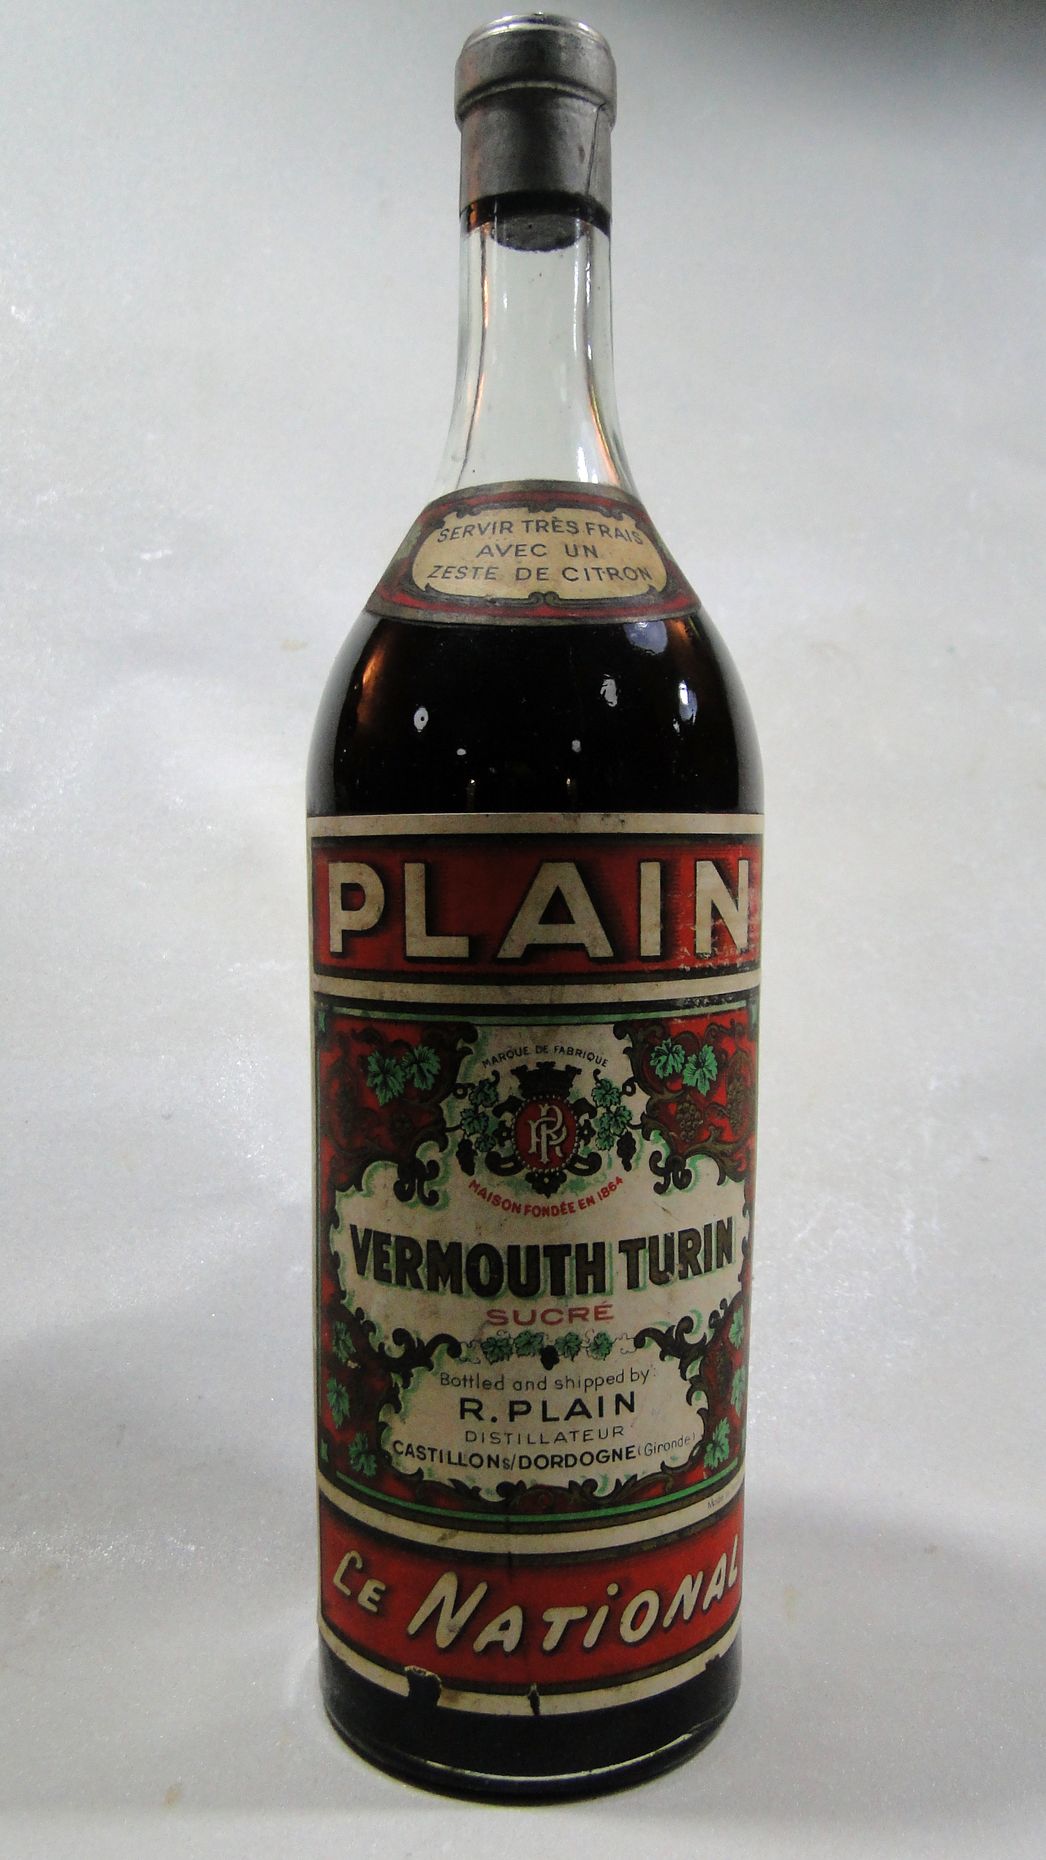 SERVIR TRÈS FRAIS
AVEC UN
ZESTE DE CITRON
PLAIN
MARQUE DE FABRIQUE
RP
MAISON FONDÉE EN 1864
VERMOUTH TURIN
SUCRÉ
Bottled and shipped by:
R. PLAIN
DISTILLATEUR
CASTILLON s/DORDOGNE (Gironde)
Le NATIONAL